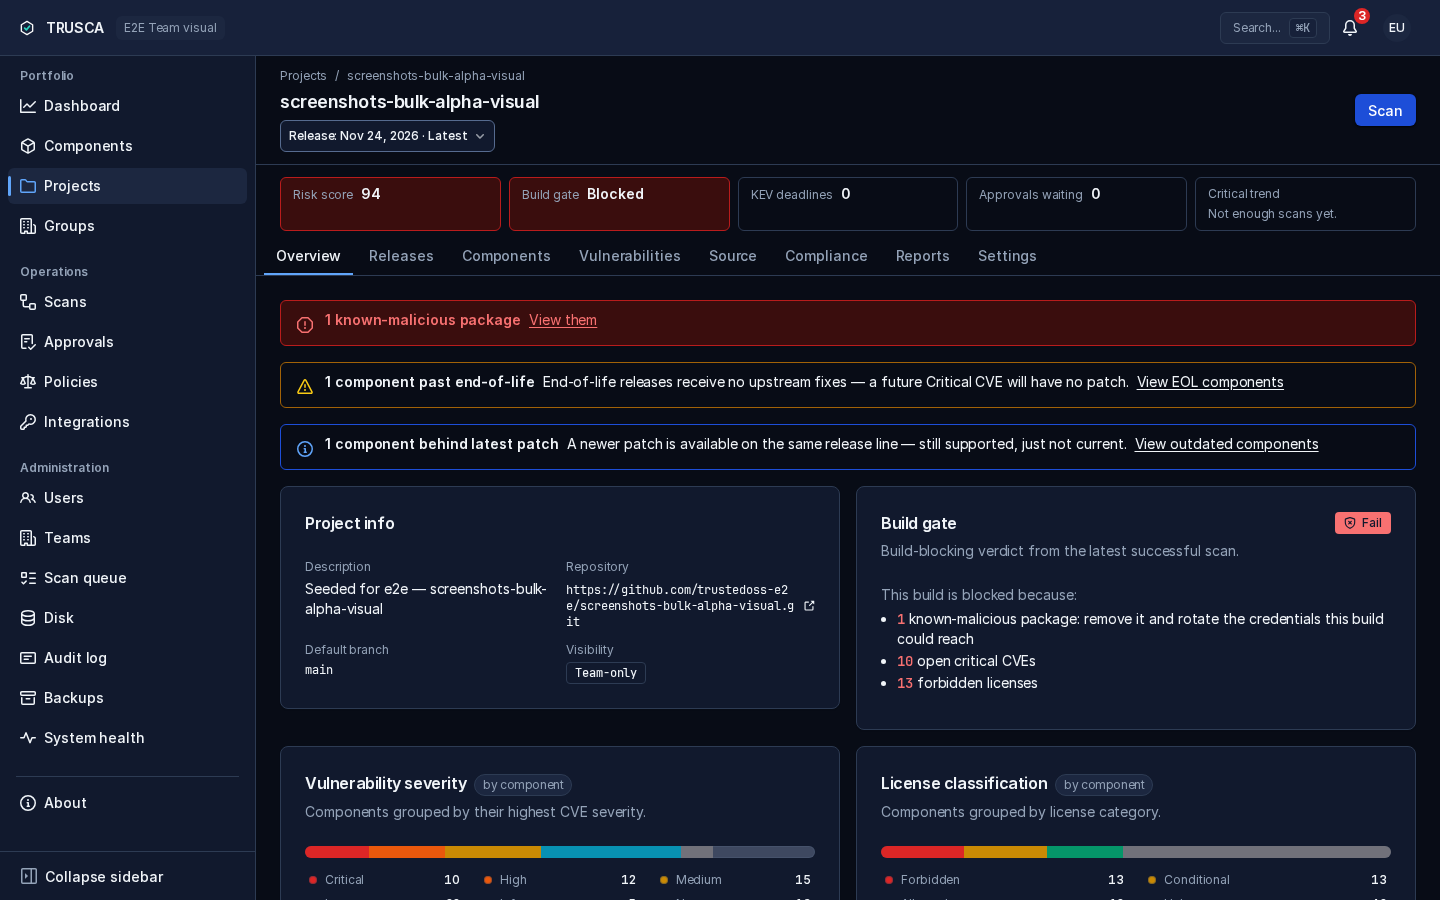 TRUSCA
E2E Team visual
Search...
⌘K
3
EU
Portfolio
Dashboard
Components
Projects
Groups
Operations
Scans
Approvals
Policies
Integrations
Administration
Users
Teams
Scan queue
Disk
Audit log
Backups
System health
About
Collapse sidebar
Projects / screenshots-bulk-alpha-visual
screenshots-bulk-alpha-visual
Release: Nov 24, 2026 · Latest
Scan
Risk score 94
Build gate Blocked
KEV deadlines 0
Approvals waiting 0
Critical trend
Not enough scans yet.
Overview Releases Components Vulnerabilities Source Compliance Reports Settings
1 known-malicious package View them
1 component past end-of-life End-of-life releases receive no upstream fixes — a future Critical CVE will have no patch. View EOL components
1 component behind latest patch A newer patch is available on the same release line — still supported, just not current. View outdated components
Project info
Description
Seeded for e2e — screenshots-bulk-
alpha-visual
Repository
https://github.com/trustedoss-e2
e/screenshots-bulk-alpha-visual.g
it
Default branch
main
Visibility
Team-only
Build gate
Fail
Build-blocking verdict from the latest successful scan.
This build is blocked because:
1 known-malicious package: remove it and rotate the credentials this build
could reach
10 open critical CVEs
13 forbidden licenses
Vulnerability severity by component
Components grouped by their highest CVE severity.
Critical 10 High 12 Medium 15
License classification by component
Components grouped by license category.
Forbidden 13 Conditional 13